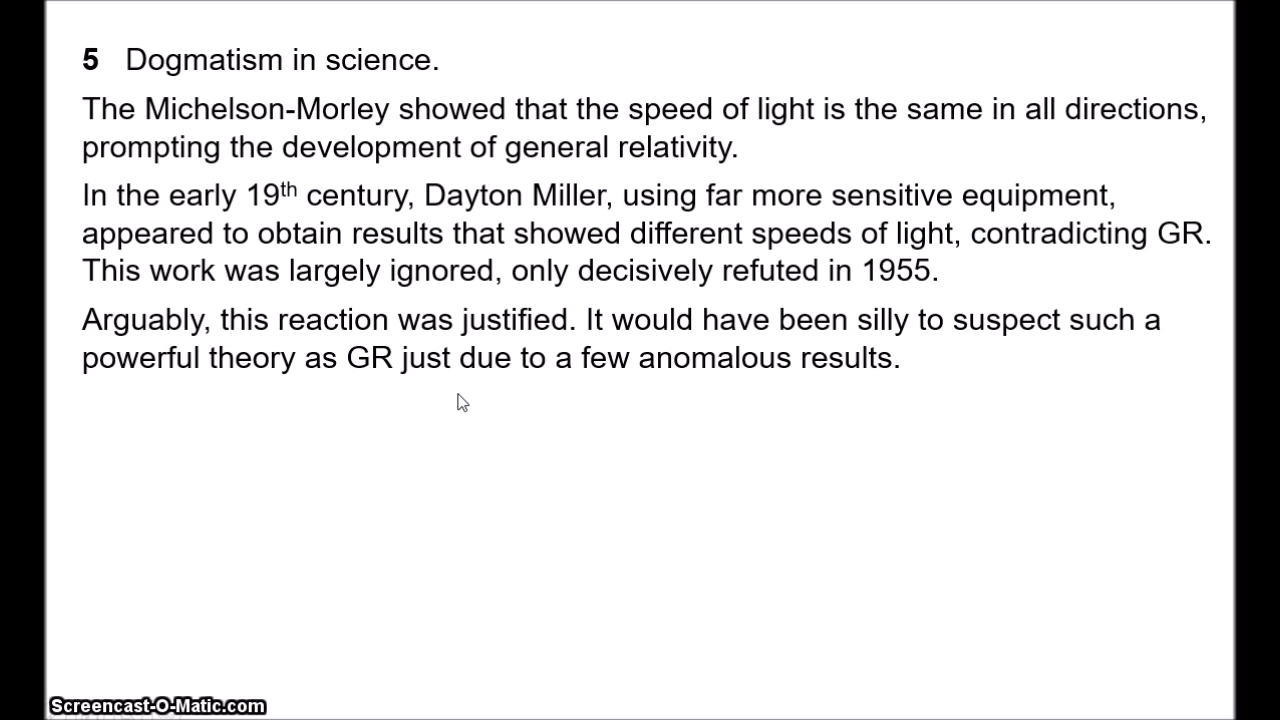 5 Dogmatism in science.
The Michelson-Morley showed that the speed of light is the same in all directions,
prompting the development of general relativity.
In the early 19th century, Dayton Miller, using far more sensitive equipment,
appeared to obtain results that showed different speeds of light, contradicting GR.
This work was largely ignored, only decisively refuted in 1955.
Arguably, this reaction was justified. It would have been silly to suspect such a
powerful theory as GR just due to a few anomalous results.
Screencast-O-Matic.com